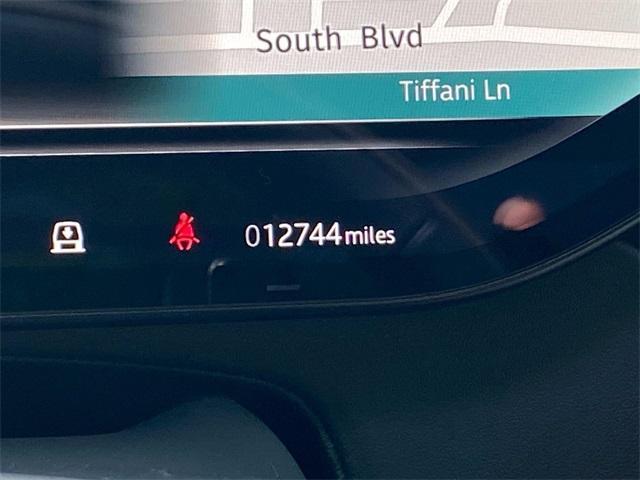 South Blvd
Tiffani Ln
012744 miles